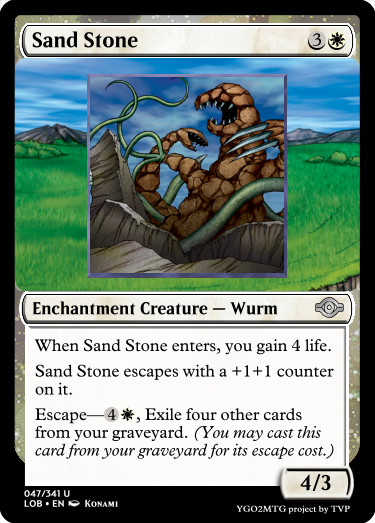 Sand Stone 3
Enchantment Creature — Wurm
When Sand Stone enters, you gain 4 life.
Sand Stone escapes with a +1+1 counter
on it.
Escape—4, Exile four other cards
from your graveyard. (You may cast this
card from your graveyard for its escape cost.)
4/3
047/341 U
LOB • EN KONAMI
YGO2MTG project by TVP